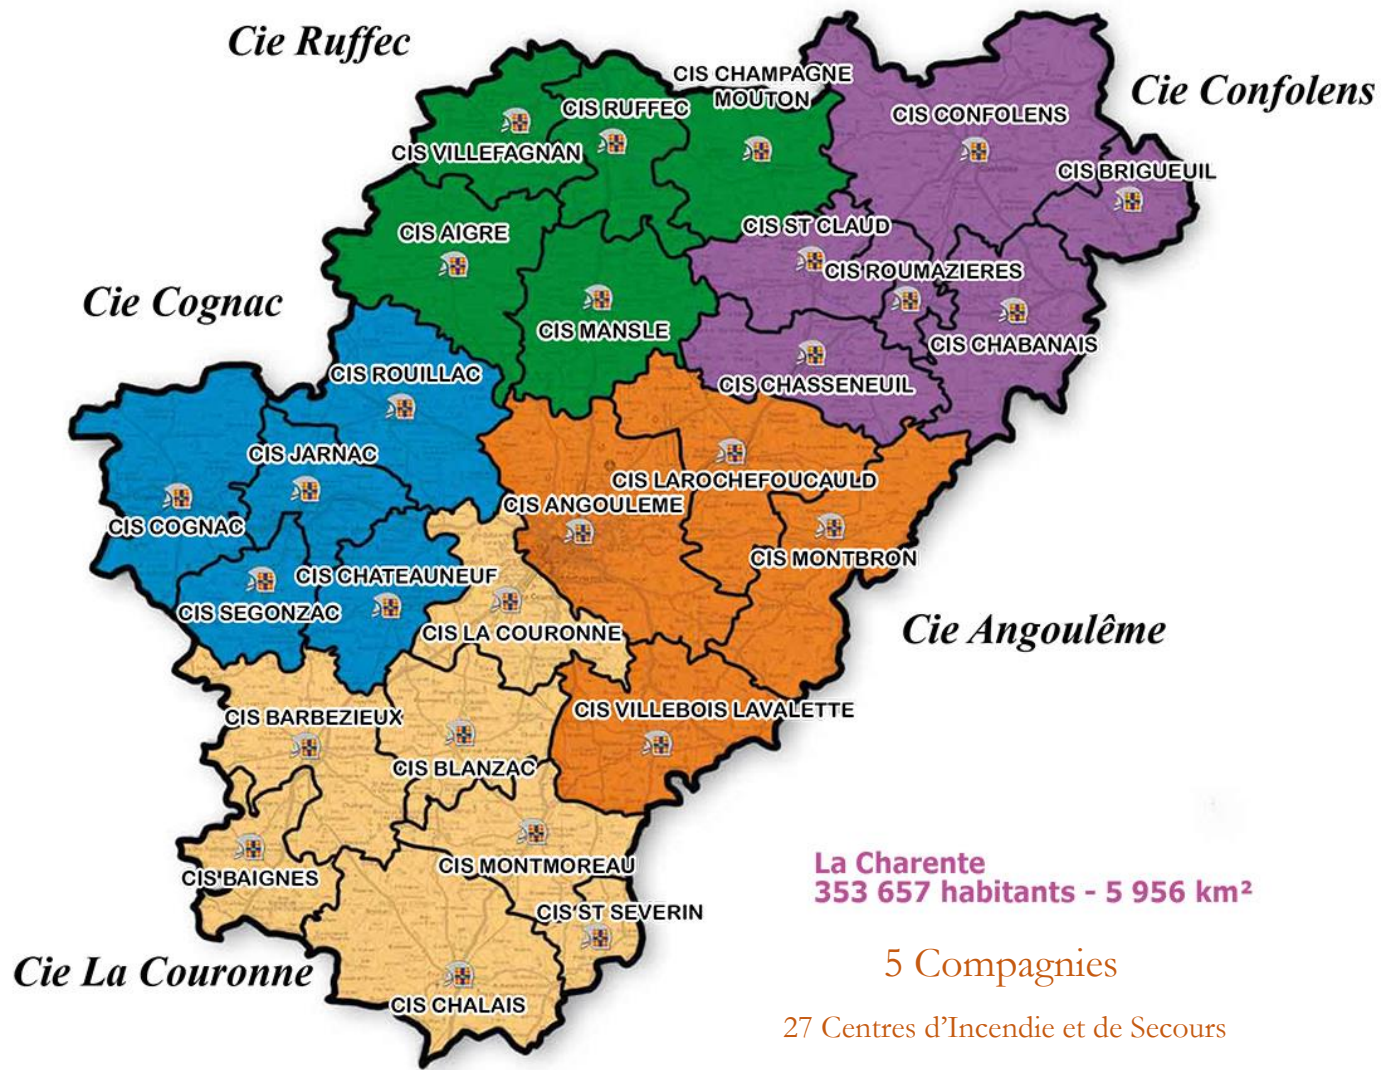 Cie Ruffec
CIS CHAMPAGNE
MOUTON
Cie Confolens
CIS RUFFEC
CIS CONFOLENS
CIS VILLEFAGNAN
CIS BRIGUEUIL
CIS AIGRE
CIS ST CLAUD
CIS ROUMAZIERES
Cie Cognac
CIS MANSLE
CIS CHABANAIS
CIS ROUILLAC
CIS CHASSENEUIL
CIS JARNAC
CIS LAROCHEFOUCAULD
CIS ANGOULEME
CIS COGNAC
CIS MONTBRON
CIS CHATEAUNEUF
CIS SEGONZAC
CIS LA COURONNE
Cie Angoulême
CIS BARBEZIEUX
CIS VILLEBOIS LAVALETTE
CIS BLANZAC
CIS MONTMOREAU
CIS BAIGNES
La Charente
353 657 habitants - 5 956 km²
CIS ST SEVERIN
Cie La Couronne
5 Compagnies
CIS CHALAIS
27 Centres d'Incendie et de Secours